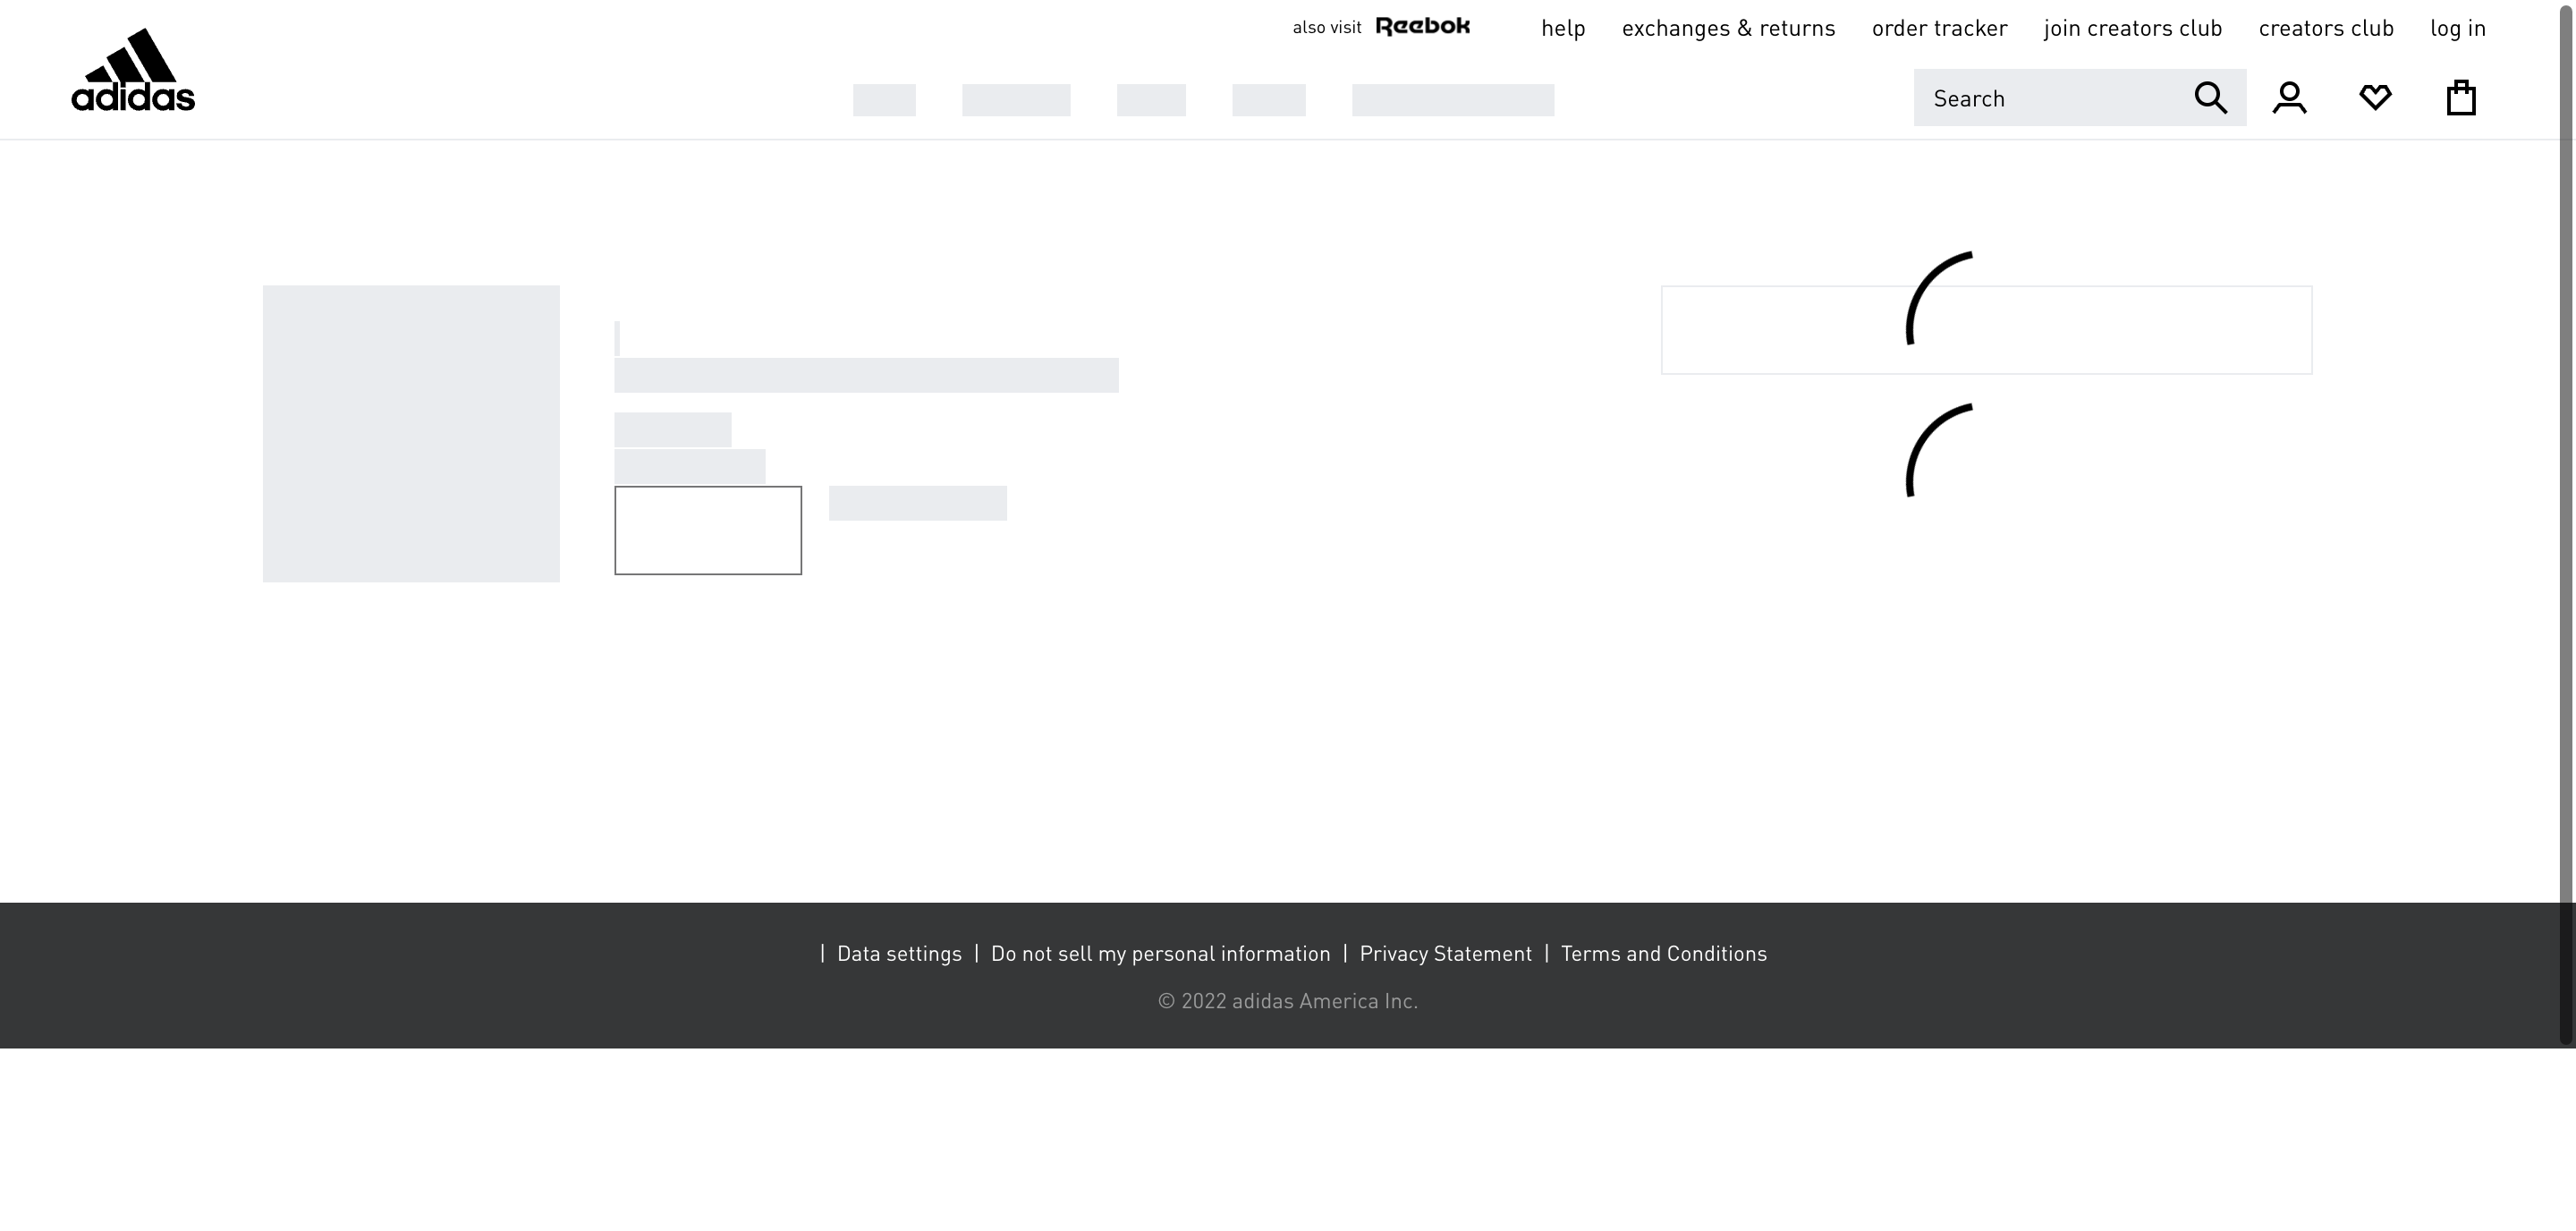 also visit Reebok help exchanges & returns order tracker join creators club creators club log in
adidas
Search
| Data settings | Do not sell my personal information | Privacy Statement | Terms and Conditions
© 2022 adidas America Inc.